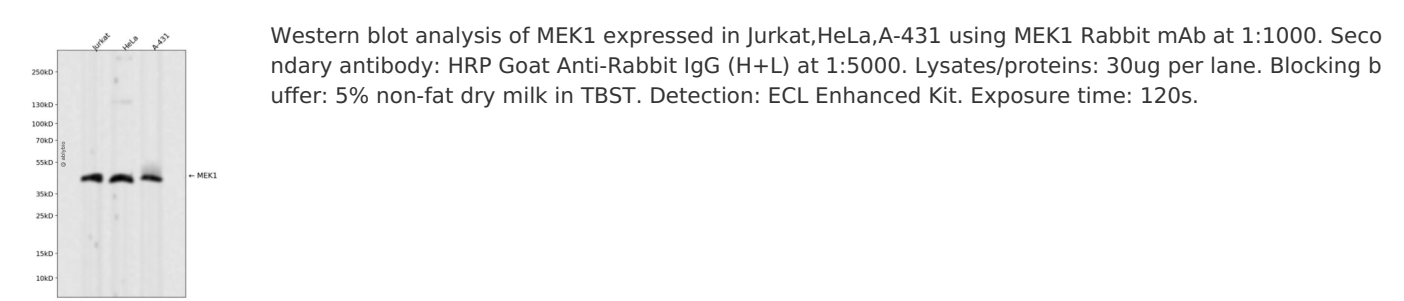 Jurkat
HeLa
A-431
250kD
130kD
100kD
70kD
55kD
35kD
25kD
15kD
10kD
@ abbybio
← MEK1
Western blot analysis of MEK1 expressed in Jurkat,HeLa,A-431 using MEK1 Rabbit mAb at 1:1000. Seco
ndary antibody: HRP Goat Anti-Rabbit IgG (H+L) at 1:5000. Lysates/proteins: 30ug per lane. Blocking b
uffer: 5% non-fat dry milk in TBST. Detection: ECL Enhanced Kit. Exposure time: 120s.